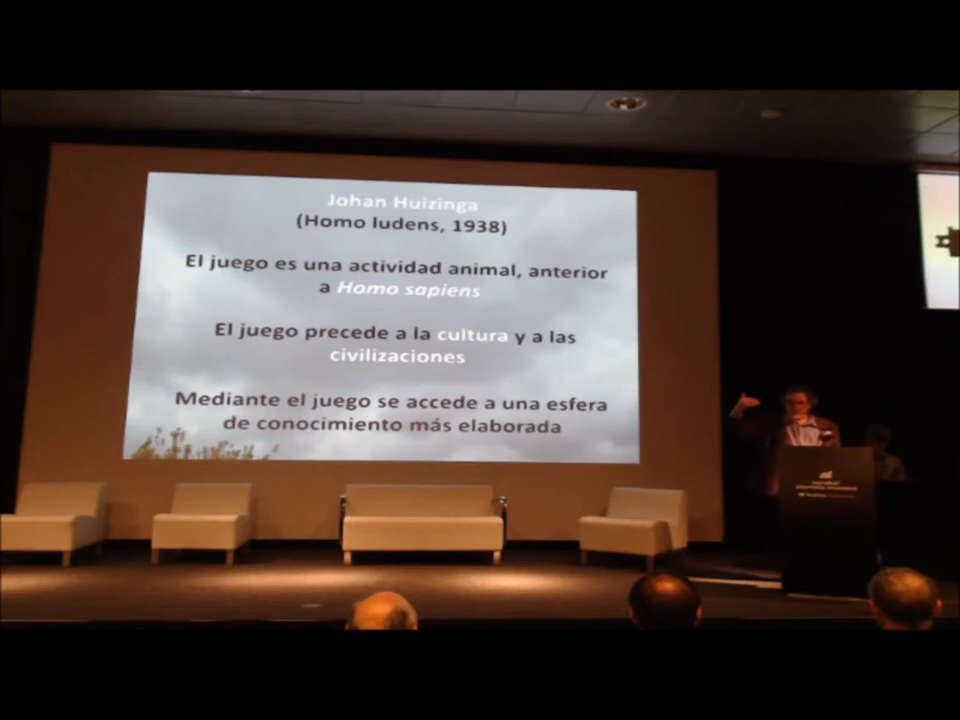 Johan Huizinga
(Homo ludens, 1938)
El juego es una actividad animal, anterior
a Homo sapiens
El juego precede a la cultura y a las
civilizaciones
Mediante el juego se accede a una esfera
de conocimiento más elaborada